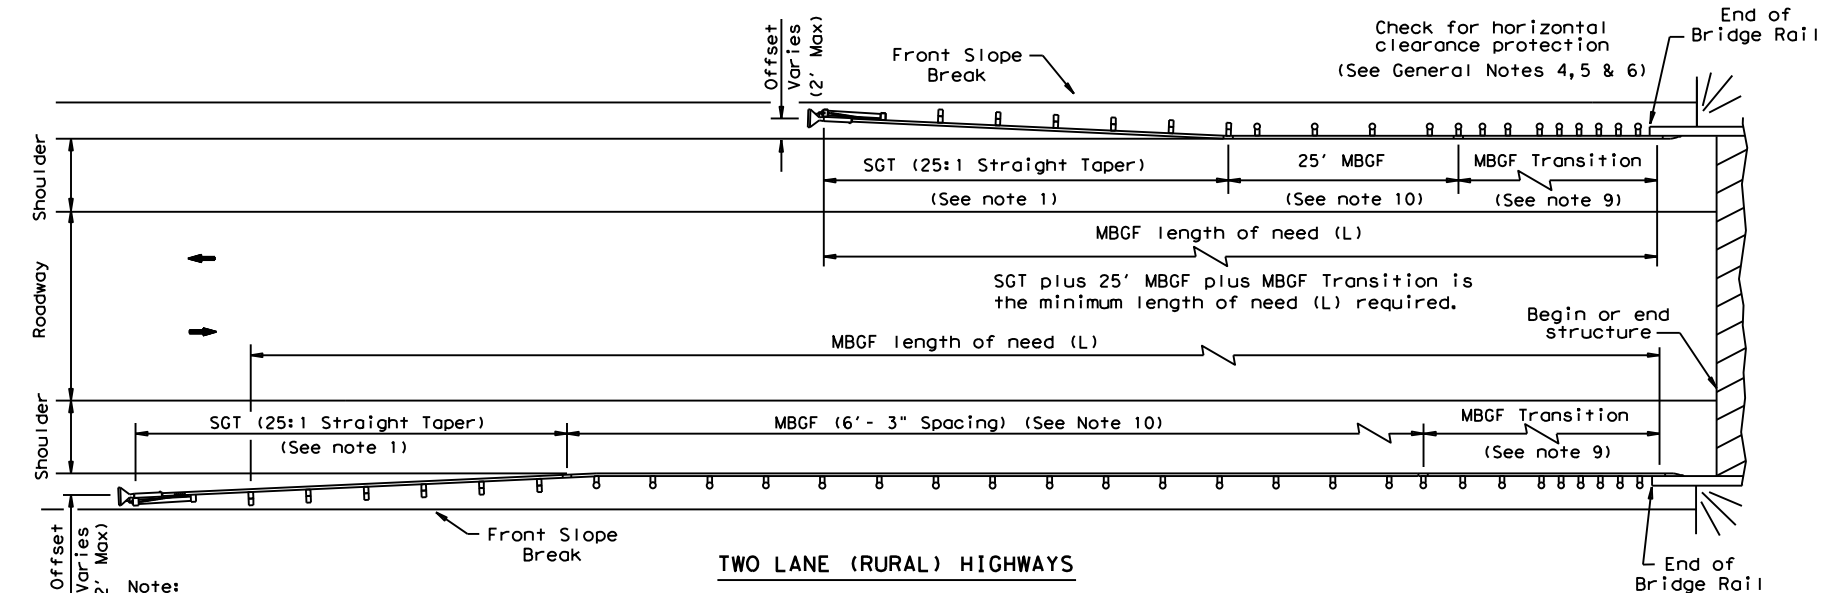 Offset
Varies
(2' Max)
Front Slope
Break
Check for horizontal
clearance protection
(See General Notes 4,5 & 6)
End of
Bridge Rail
Shoulder
SGT (25:1 Straight Taper)
(See note 1)
25' MBGF
(See note 10)
MBGF Transition
(See note 9)
MBGF length of need (L)
SGT plus 25' MBGF plus MBGF Transition is
the minimum length of need (L) required.
Roadway
Begin or end
structure
MBGF length of need (L)
Shoulder
SGT (25:1 Straight Taper)
(See note 1)
MBGF (6'- 3" Spacing) (See Note 10)
MBGF Transition
(See note 9)
Offset
Varies
2' Max)
Front Slope
Break
TWO LANE (RURAL) HIGHWAYS
End of
Bridge Rail
Note: